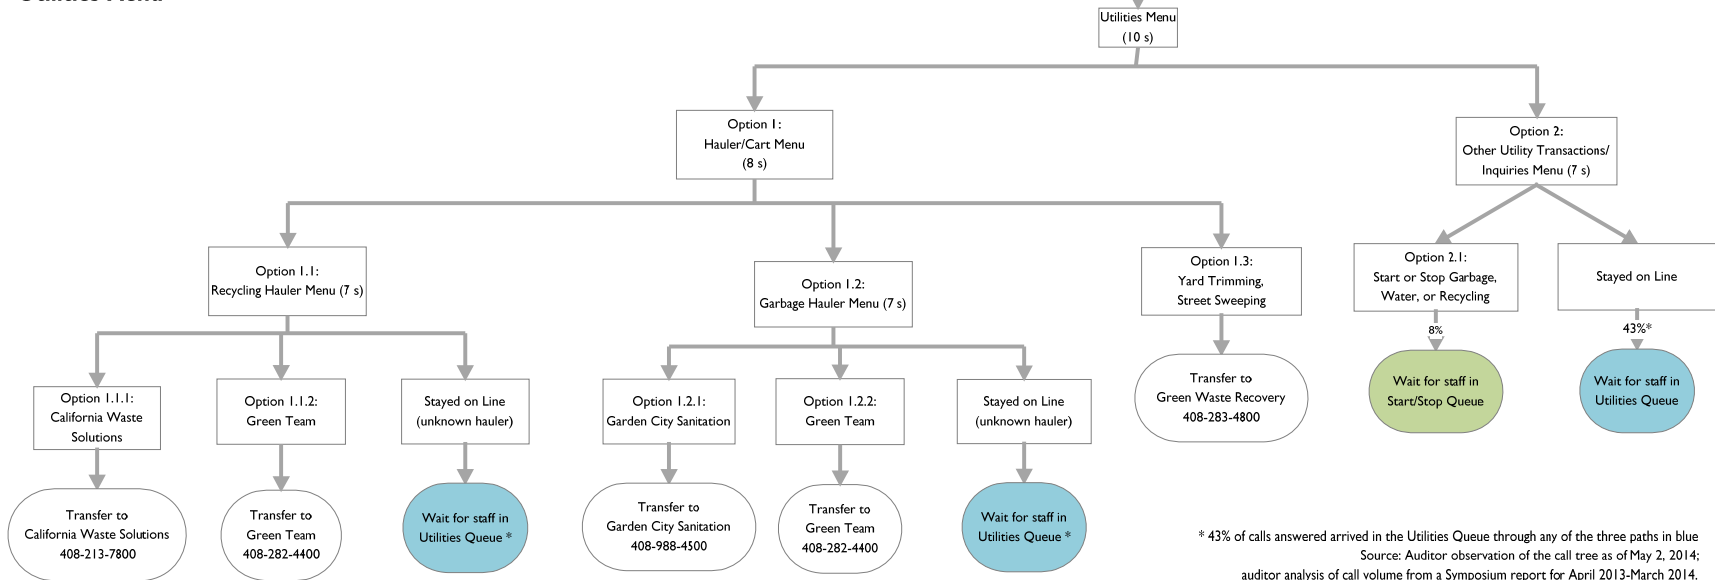 Utilities Menu
(10 s)
Option 1:
Hauler/Cart Menu
(8 s)
Option 2:
Other Utility Transactions/
Inquiries Menu (7 s)
Option 1.1:
Recycling Hauler Menu (7 s)
Option 1.2:
Garbage Hauler Menu (7 s)
Option 1.3:
Yard Trimming,
Street Sweeping
Option 2.1:
Start or Stop Garbage,
Water, or Recycling
Stayed on Line
8%
43%*
Option 1.1.1:
California Waste
Solutions
Option 1.1.2:
Green Team
Stayed on Line
(unknown hauler)
Option 1.2.1:
Garden City Sanitation
Option 1.2.2:
Green Team
Stayed on Line
(unknown hauler)
Transfer to
Green Waste Recovery
408-283-4800
Wait for staff in
Start/Stop Queue
Wait for staff in
Utilities Queue
Transfer to
California Waste Solutions
408-213-7800
Transfer to
Green Team
408-282-4400
Wait for staff in
Utilities Queue *
Transfer to
Garden City Sanitation
408-988-4500
Transfer to
Green Team
408-282-4400
Wait for staff in
Utilities Queue *
* 43% of calls answered arrived in the Utilities Queue through any of the three paths in blue
Source: Auditor observation of the call tree as of May 2, 2014;
auditor analysis of call volume from a Symposium report for April 2013-March 2014.